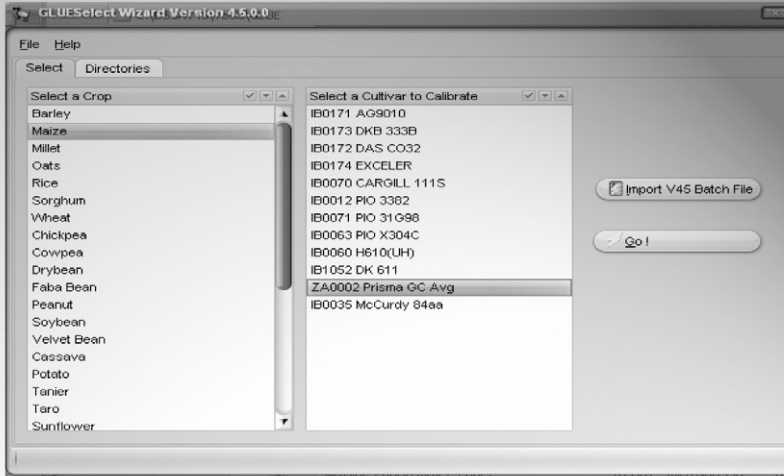 GLUESelect Wizard Version 4.5.0.0
File Help
Select Directories
Select a Crop
Barley
Maize
Millet
Oats
Rice
Sorghum
Wheat
Chickpea
Cowpea
Drybean
Faba Bean
Peanut
Soybean
Velvet Bean
Cassava
Potato
Tanier
Taro
Sunflower
Select a Cultivar to Calibrate
IB0171 AG9010
IB0173 DKB 333B
IB0172 DAS CO32
IB0174 EXCELER
IB0070 CARGILL 111S
IB0012 PIO 3382
IB0071 PIO 31G98
IB0063 PIO X304C
IB0060 H610(UH)
IB1052 DK 611
ZA0002 Prisma GC Avg
IB0035 McCurdy 84aa
Import V45 Batch File
Go !